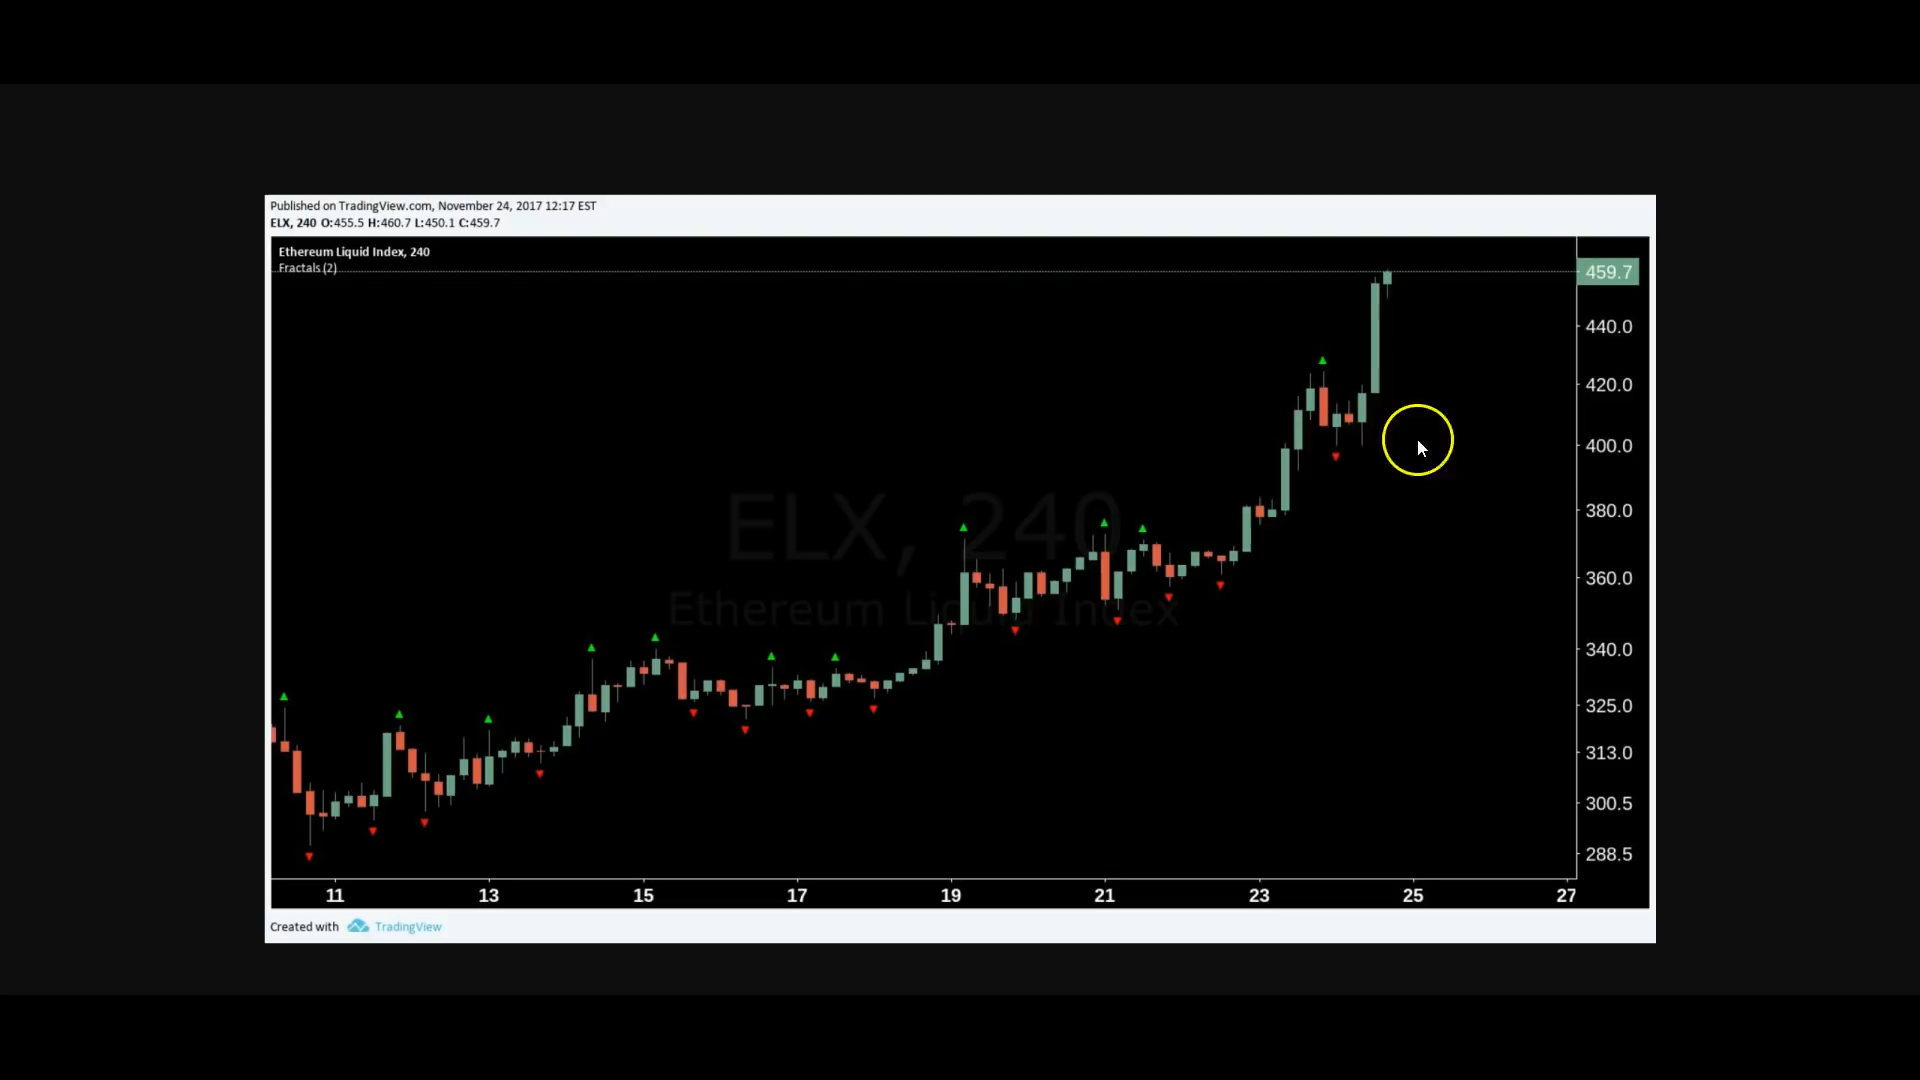 Published on TradingView.com, November 24, 2017 12:17 EST
ELX, 240 O:455.5 H:460.7 L:450.1 C:459.7
Ethereum Liquid Index, 240
Fractals (2)
459.7
440.0
420.0
400.0
380.0
360.0
340.0
325.0
313.0
300.5
288.5
ELX, 240
Ethereum Liquid Index
11 13 15 17 19 21 23 25 27
Created with TradingView